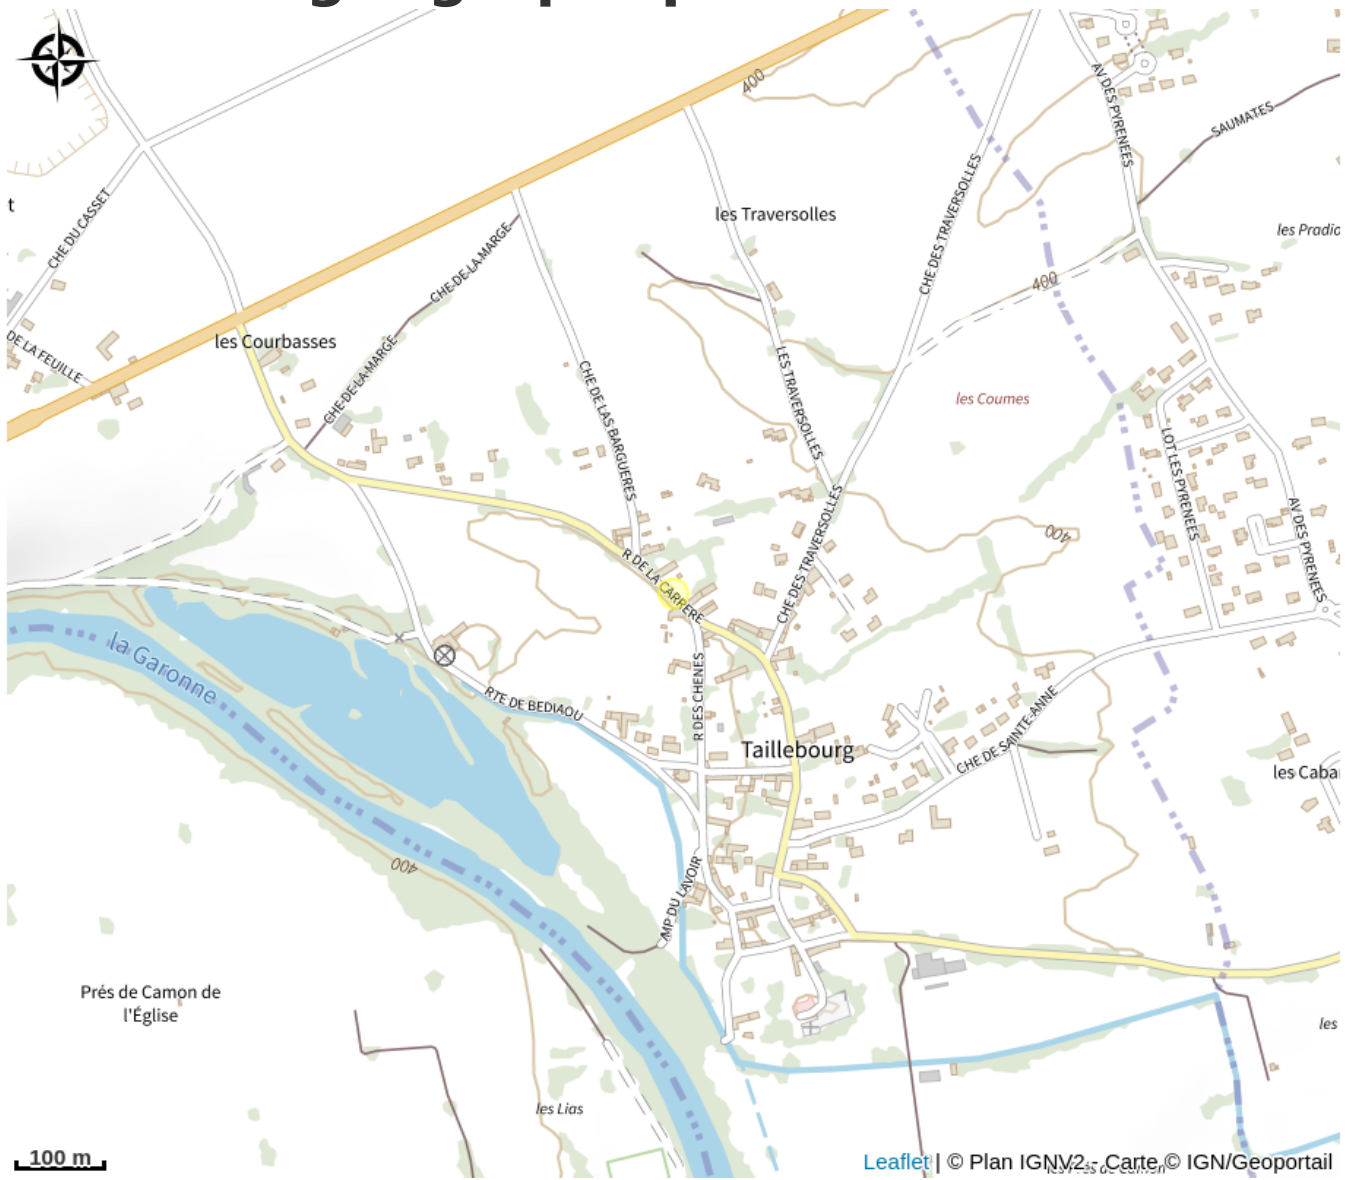 400
AV DES PYRENEES
SAUMATES
CHE DU CASSET
t
les Traversolles
CHE DES TRAVERSOLLES
les Pradic
CHE-DE-LA-MARGE
400
les Courbasses
DE LA FEUILLE
CHE-DE-LA-MARGE
CHE DE LAS BARGUERES
LES TRAVERSOLLES
les Coumes
LOT LES PYRENEES
AV DES PYRENEES
400
CHE DES TRAVERSOLLES
R DE LA CARRERE
la Garonne
R DES CHENES
RTE DE BEDIAOU
CHE DE SAINTE-ANNE
Taillebourg
les Caba
400
MP DU LAVOIR
Prés de Camon de
l'Église
les
les Lias
100 m
Leaflet | © Plan IGNV2 - Carte © IGN/Geoportail